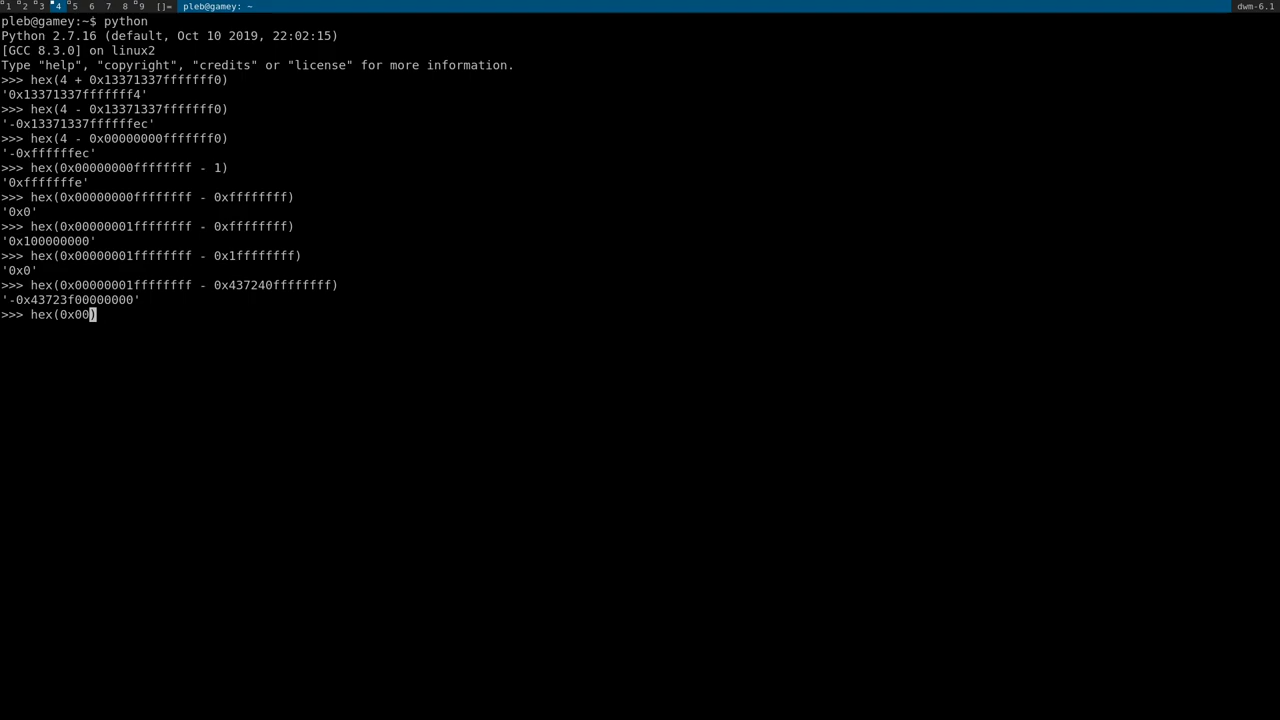 1 2 3 4 5 6 7 8 9 []= pleb@gamey: ~ dwm-6.1
pleb@gamey:~$ python
Python 2.7.16 (default, Oct 10 2019, 22:02:15)
[GCC 8.3.0] on linux2
Type "help", "copyright", "credits" or "license" for more information.
>>> hex(4 + 0x13371337fffffff0)
'0x13371337fffffff4'
>>> hex(4 - 0x13371337fffffff0)
'-0x13371337ffffffec'
>>> hex(4 - 0x00000000fffffff0)
'-0xffffffec'
>>> hex(0x00000000ffffffff - 1)
'0xfffffffe'
>>> hex(0x00000000ffffffff - 0xffffffff)
'0x0'
>>> hex(0x00000001ffffffff - 0xffffffff)
'0x100000000'
>>> hex(0x00000001ffffffff - 0x1ffffffff)
'0x0'
>>> hex(0x00000001ffffffff - 0x437240ffffffff)
'-0x43723f00000000'
>>> hex(0x00)